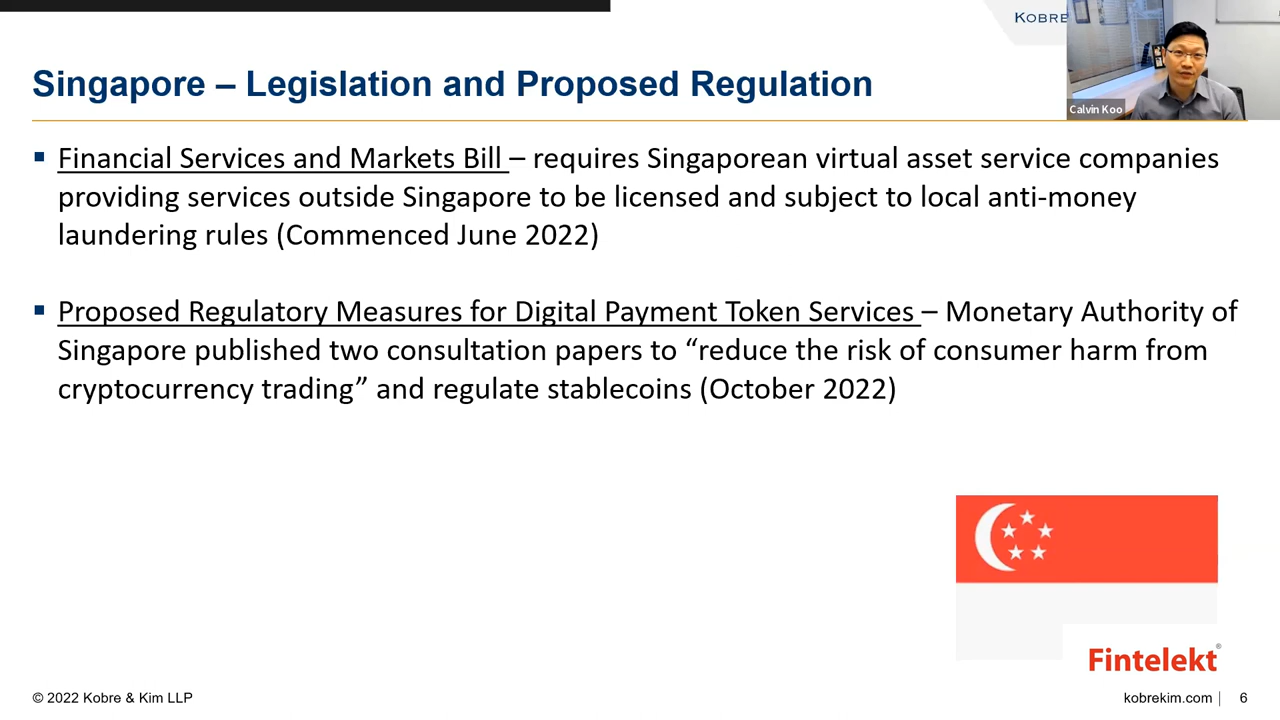 KOBRE
Calvin Koo
Singapore – Legislation and Proposed Regulation
▪ Financial Services and Markets Bill – requires Singaporean virtual asset service companies
providing services outside Singapore to be licensed and subject to local anti-money
laundering rules (Commenced June 2022)
▪ Proposed Regulatory Measures for Digital Payment Token Services – Monetary Authority of
Singapore published two consultation papers to “reduce the risk of consumer harm from
cryptocurrency trading” and regulate stablecoins (October 2022)
Fintelekt®
© 2022 Kobre & Kim LLP
kobrekim.com | 6